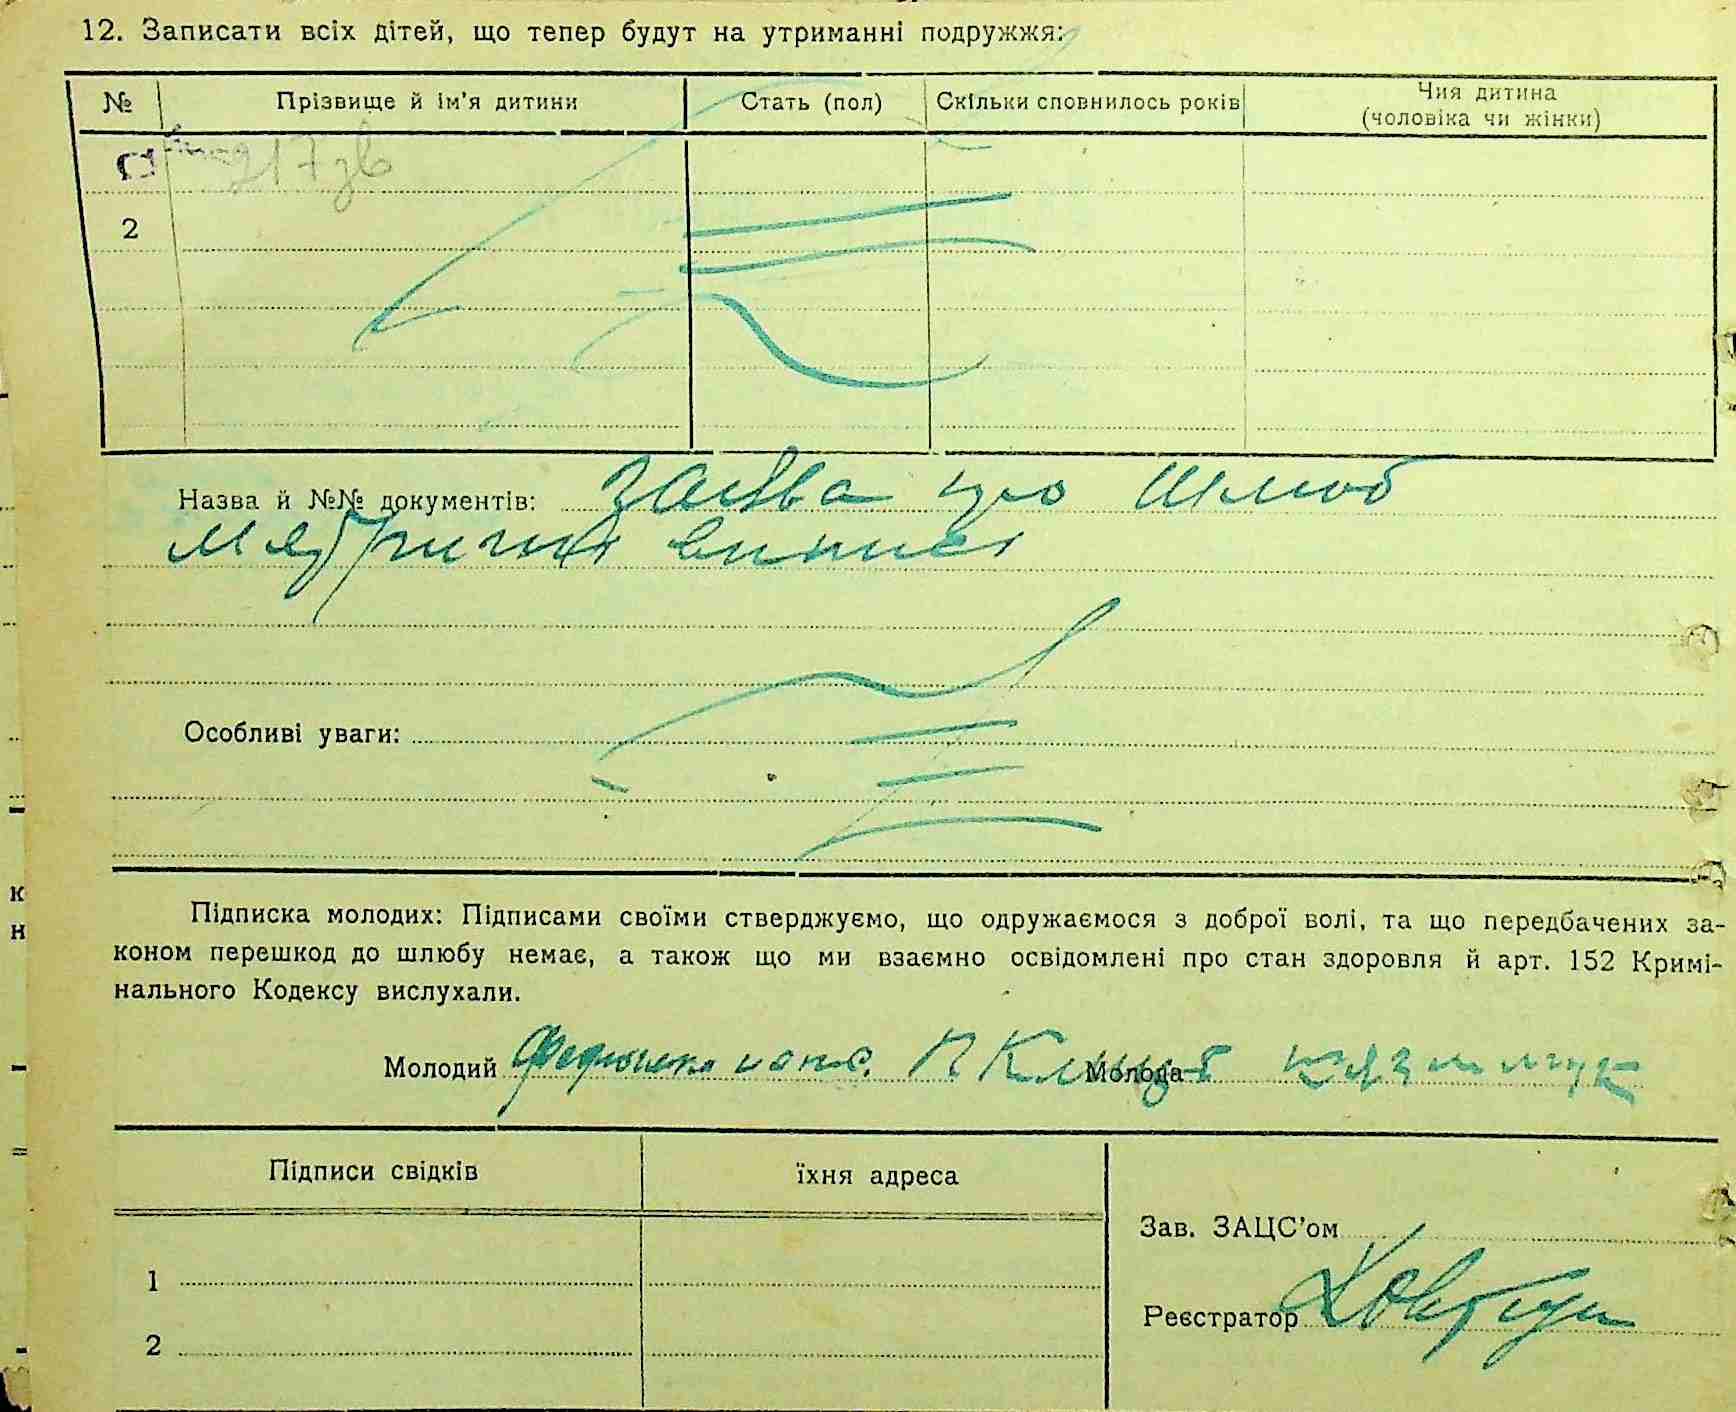 12. Записати всіх дітей, що тепер будут на утриманні подружжя:
№ Прізвище й ім'я дитини Стать (пол) Скільки сповнилось років Чия дитина
(чоловіка чи жінки)
217зв
2
Назва й №№ документів: заява про шлюб
метричні виписі
Особливі уваги:
Підписка молодих: Підписами своїми стверджуємо, що одружаємося з доброї волі, та що передбачених за-
коном перешкод до шлюбу немає, а також що ми взаємно освідомлені про стан здоровля й арт. 152 Кримі-
нального Кодексу вислухали.
Молодий Молода
Підписи свідків їхня адреса
Зав. ЗАЦС'ом
1
Реєстратор
2